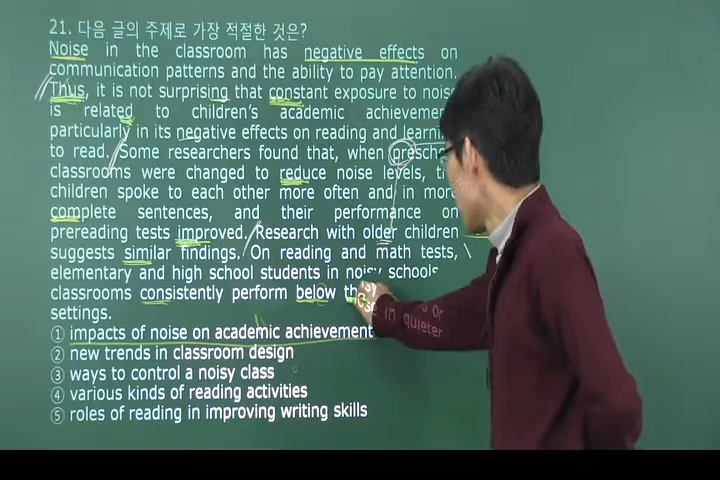 21. 다음 글의 주제로 가장 적절한 것은?
Noise in the classroom has negative effects on
communication patterns and the ability to pay attention.
Thus, it is not surprising that constant exposure to
is related to children's academic
particularly in its negative effects on reading and
to read. Some researchers found that, when
classrooms were changed to reduce noise levels,
children spoke to each other more often and in more
complete sentences, and their performance on
prereading tests improved. Research with older children
suggests similar findings. On reading and math tests,
elementary and high school students in noisy schools
classrooms consistently perform below
in quieter
settings.
① impacts of noise on academic achievement
② new trends in classroom design
③ ways to control a noisy class
④ various kinds of reading activities
⑤ roles of reading in improving writing skills